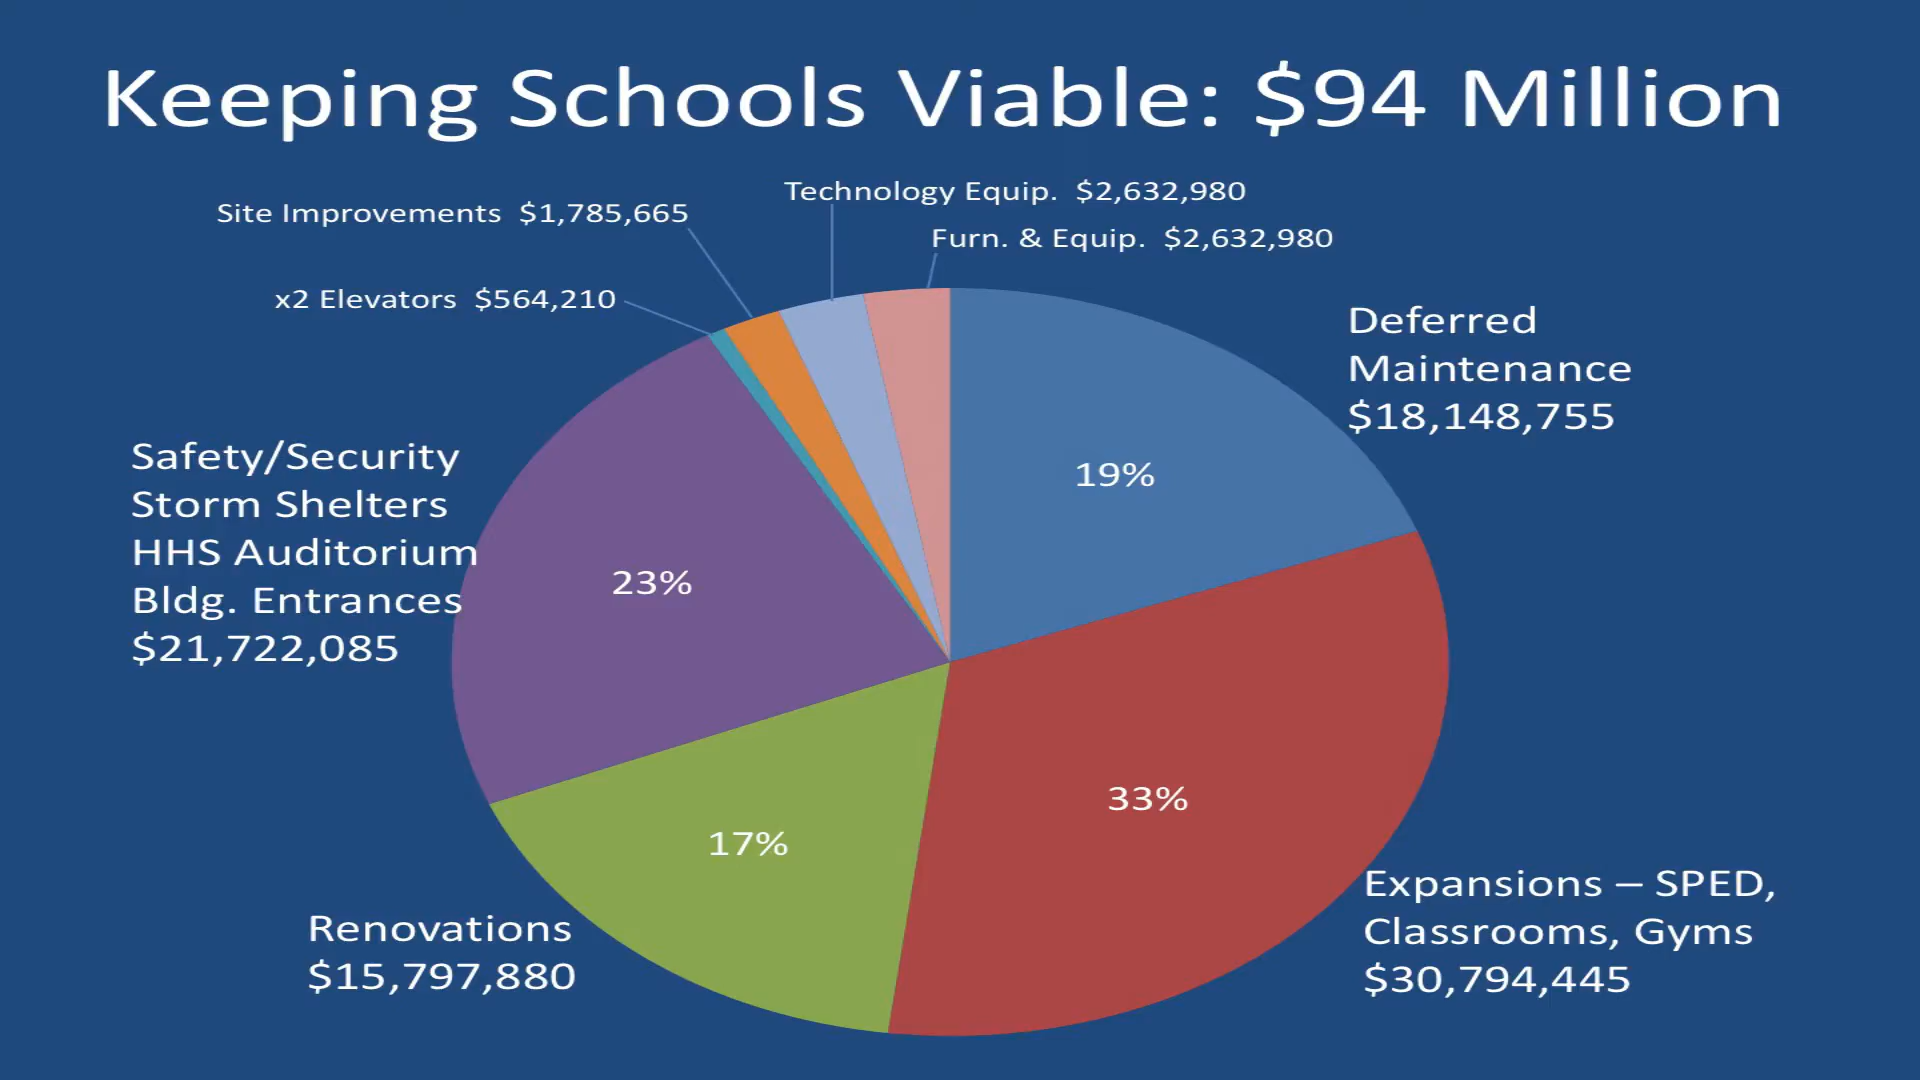 Keeping Schools Viable: $94 Million
Technology Equip. $2,632,980
Site Improvements $1,785,665
Furn. & Equip. $2,632,980
x2 Elevators $564,210
Deferred
Maintenance
$18,148,755
19%
Safety/Security
Storm Shelters
HHS Auditorium
Bldg. Entrances
$21,722,085
23%
33%
17%
Expansions – SPED,
Classrooms, Gyms
$30,794,445
Renovations
$15,797,880